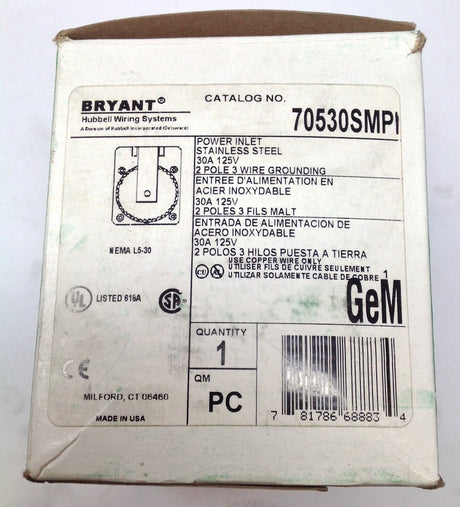 BRYANT®
Hubbell Wiring Systems
A Division of Hubbell Incorporated (Delaware)
CATALOG NO.
70530SMPI
POWER INLET
STAINLESS STEEL
30A 125V
2 POLE 3 WIRE GROUNDING
ENTREE D'ALIMENTATION EN
ACIER INOXYDABLE
30A 125V
2 POLES 3 FILS MALT
ENTRADA DE ALIMENTACION DE
ACERO INOXYDABLE
30A 125V
2 POLOS 3 HILOS PUESTA A TIERRA
USE COPPER WIRE ONLY
UTILISER FILS DE CUIVRE SEULEMENT
UTILIZAR SOLAMENTE CABLE DE COBRE 1
NEMA L5-30
UL LISTED 616A SA
GeM
CE
MILFORD, CT 06460
MADE IN USA
QUANTITY
1
QM
PC
7 81786 68883 4